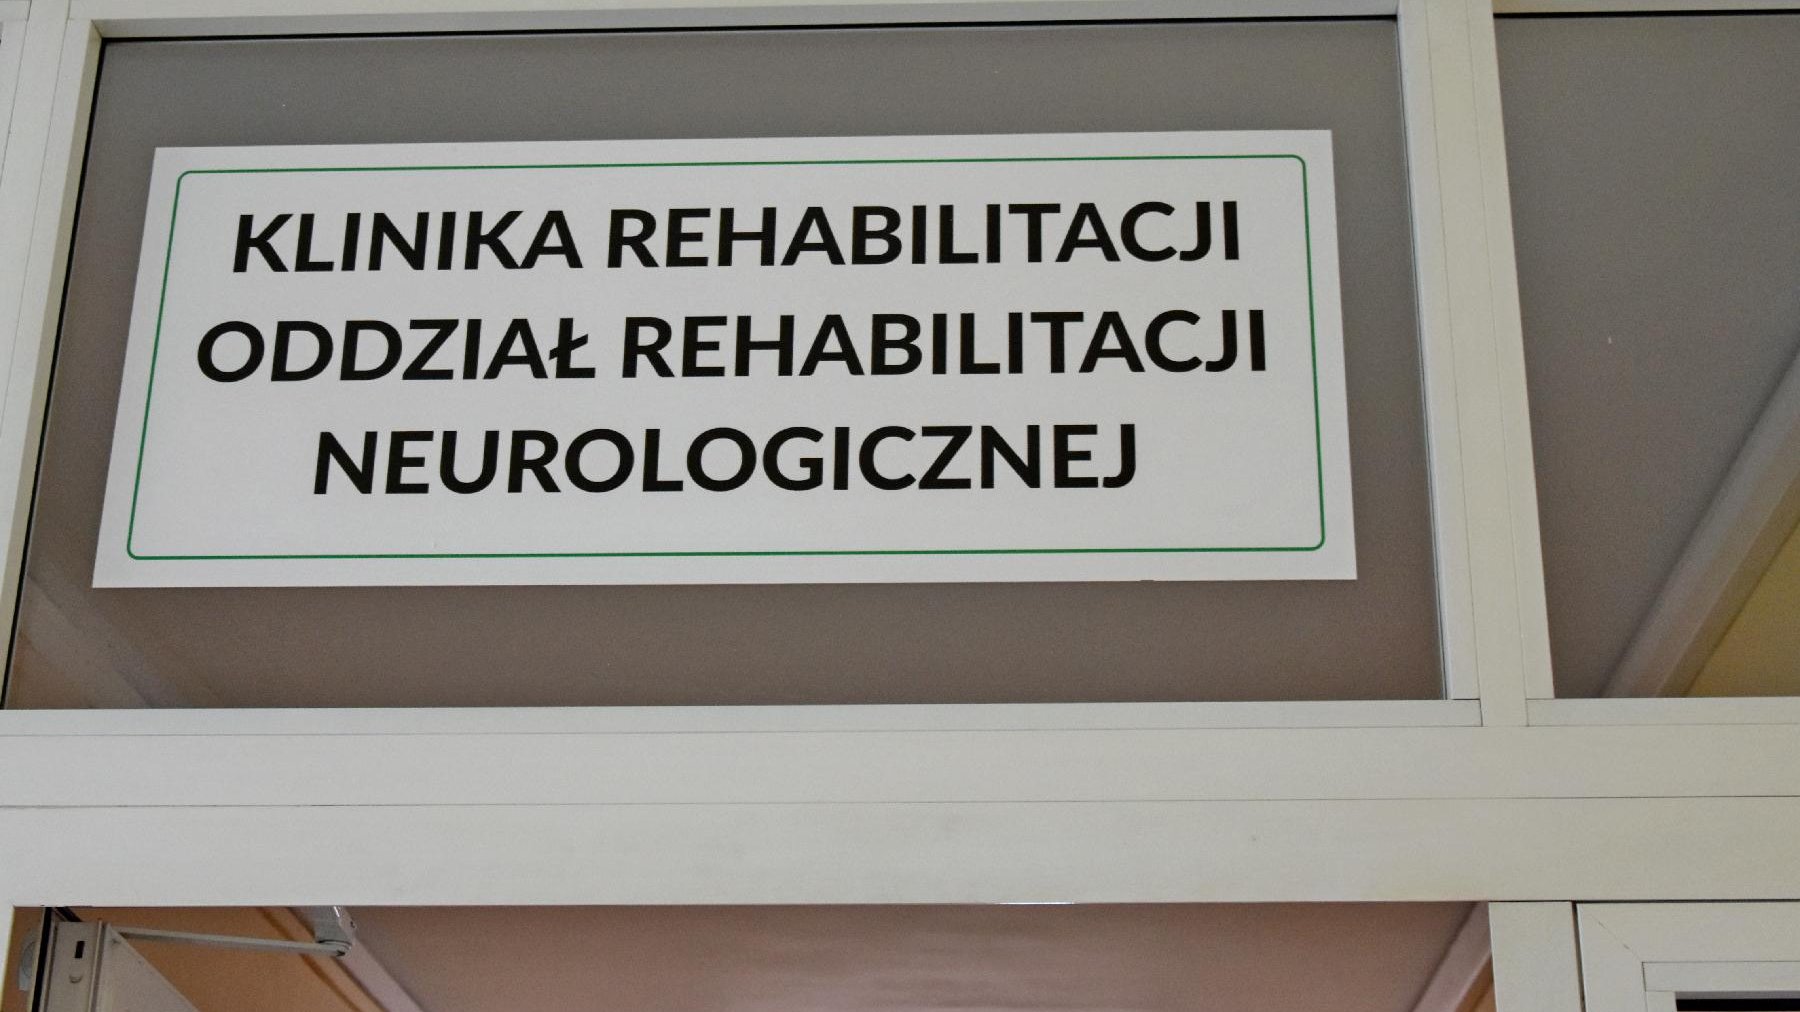 KLINIKA REHABILITACJI
ODDZIAŁ REHABILITACJI
NEUROLOGICZNEJ